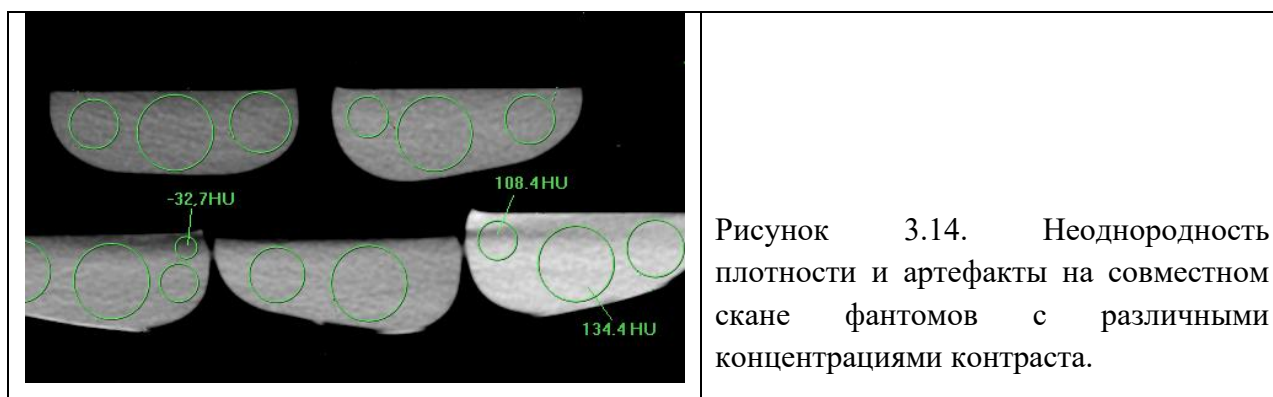 -32.7HU
108.4HU
134.4HU
Рисунок 3.14. Неоднородность
плотности и артефакты на совместном
скане фантомов с различными
концентрациями контраста.